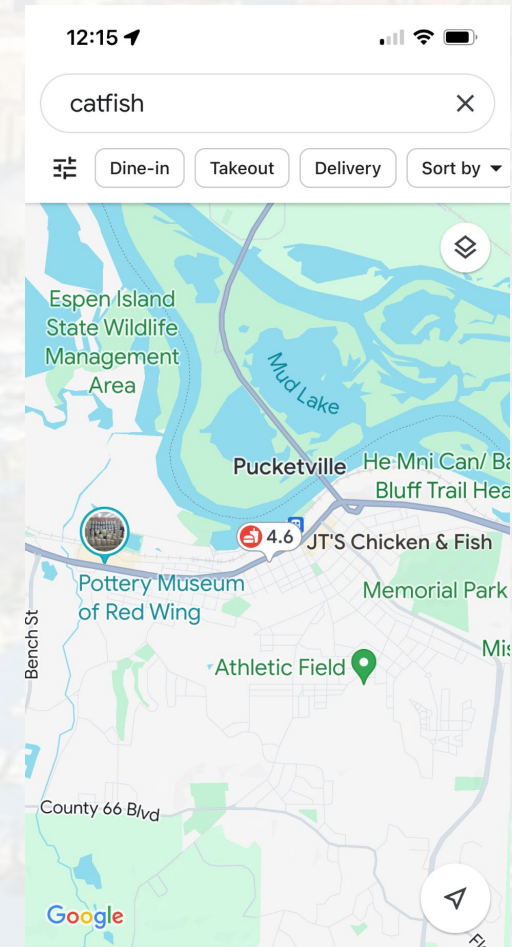 12:15
catfish
Dine-in
Takeout
Delivery
Sort by
Espen Island
State Wildlife
Management
Area
Mud Lake
Pucketville
He Mni Can/ Ba
Bluff Trail Hea
4.6
JT'S Chicken & Fish
Pottery Museum
of Red Wing
Memorial Park
Bench St
Mis
Athletic Field
County 66 Blvd
Google